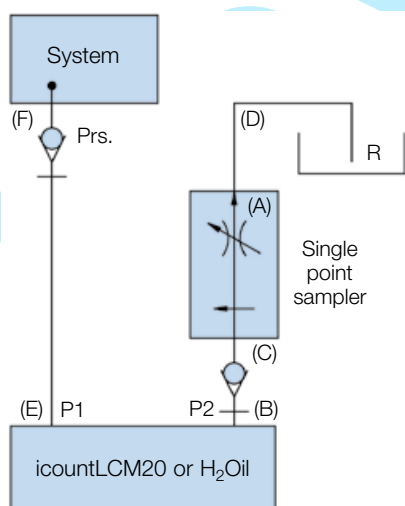 System
(F)
Prs.
(D)
R
(A)
Single
point
sampler
(C)
(E) P1
P2 (B)
icountLCM20 or H₂Oil